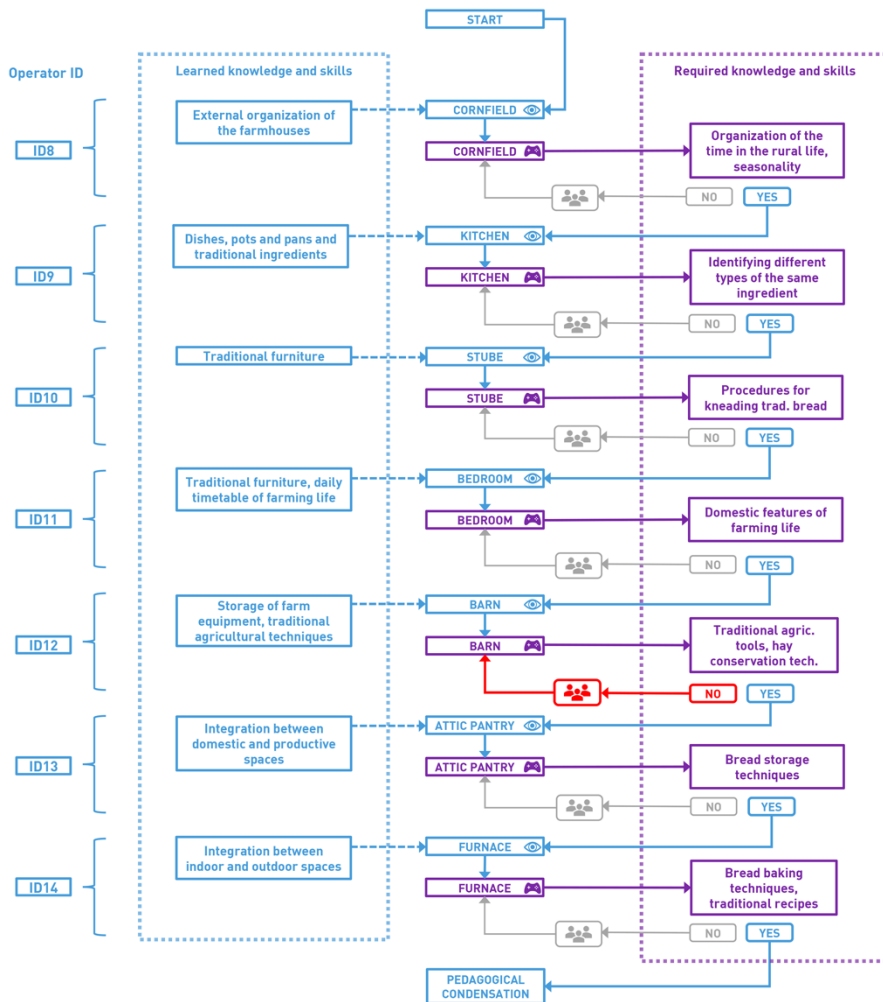 START
Operator ID
Learned knowledge and skills
Required knowledge and skills
ID8
External organization of
the farmhouses
CORNFIELD
CORNFIELD
Organization of the
time in the rural life,
seasonality
NO
YES
ID9
Dishes, pots and pans and
traditional ingredients
KITCHEN
KITCHEN
Identifying different
types of the same
ingredient
NO
YES
ID10
Traditional furniture
STUBE
STUBE
Procedures for
kneading trad. bread
NO
YES
ID11
Traditional furniture, daily
timetable of farming life
BEDROOM
BEDROOM
Domestic features of
farming life
NO
YES
ID12
Storage of farm
equipment, traditional
agricultural techniques
BARN
BARN
Traditional agric.
tools, hay
conservation tech.
NO
YES
ID13
Integration between
domestic and productive
spaces
ATTIC PANTRY
ATTIC PANTRY
Bread storage
techniques
NO
YES
ID14
Integration between
indoor and outdoor spaces
FURNACE
FURNACE
Bread baking
techniques,
traditional recipes
NO
YES
PEDAGOGICAL
CONDENSATION